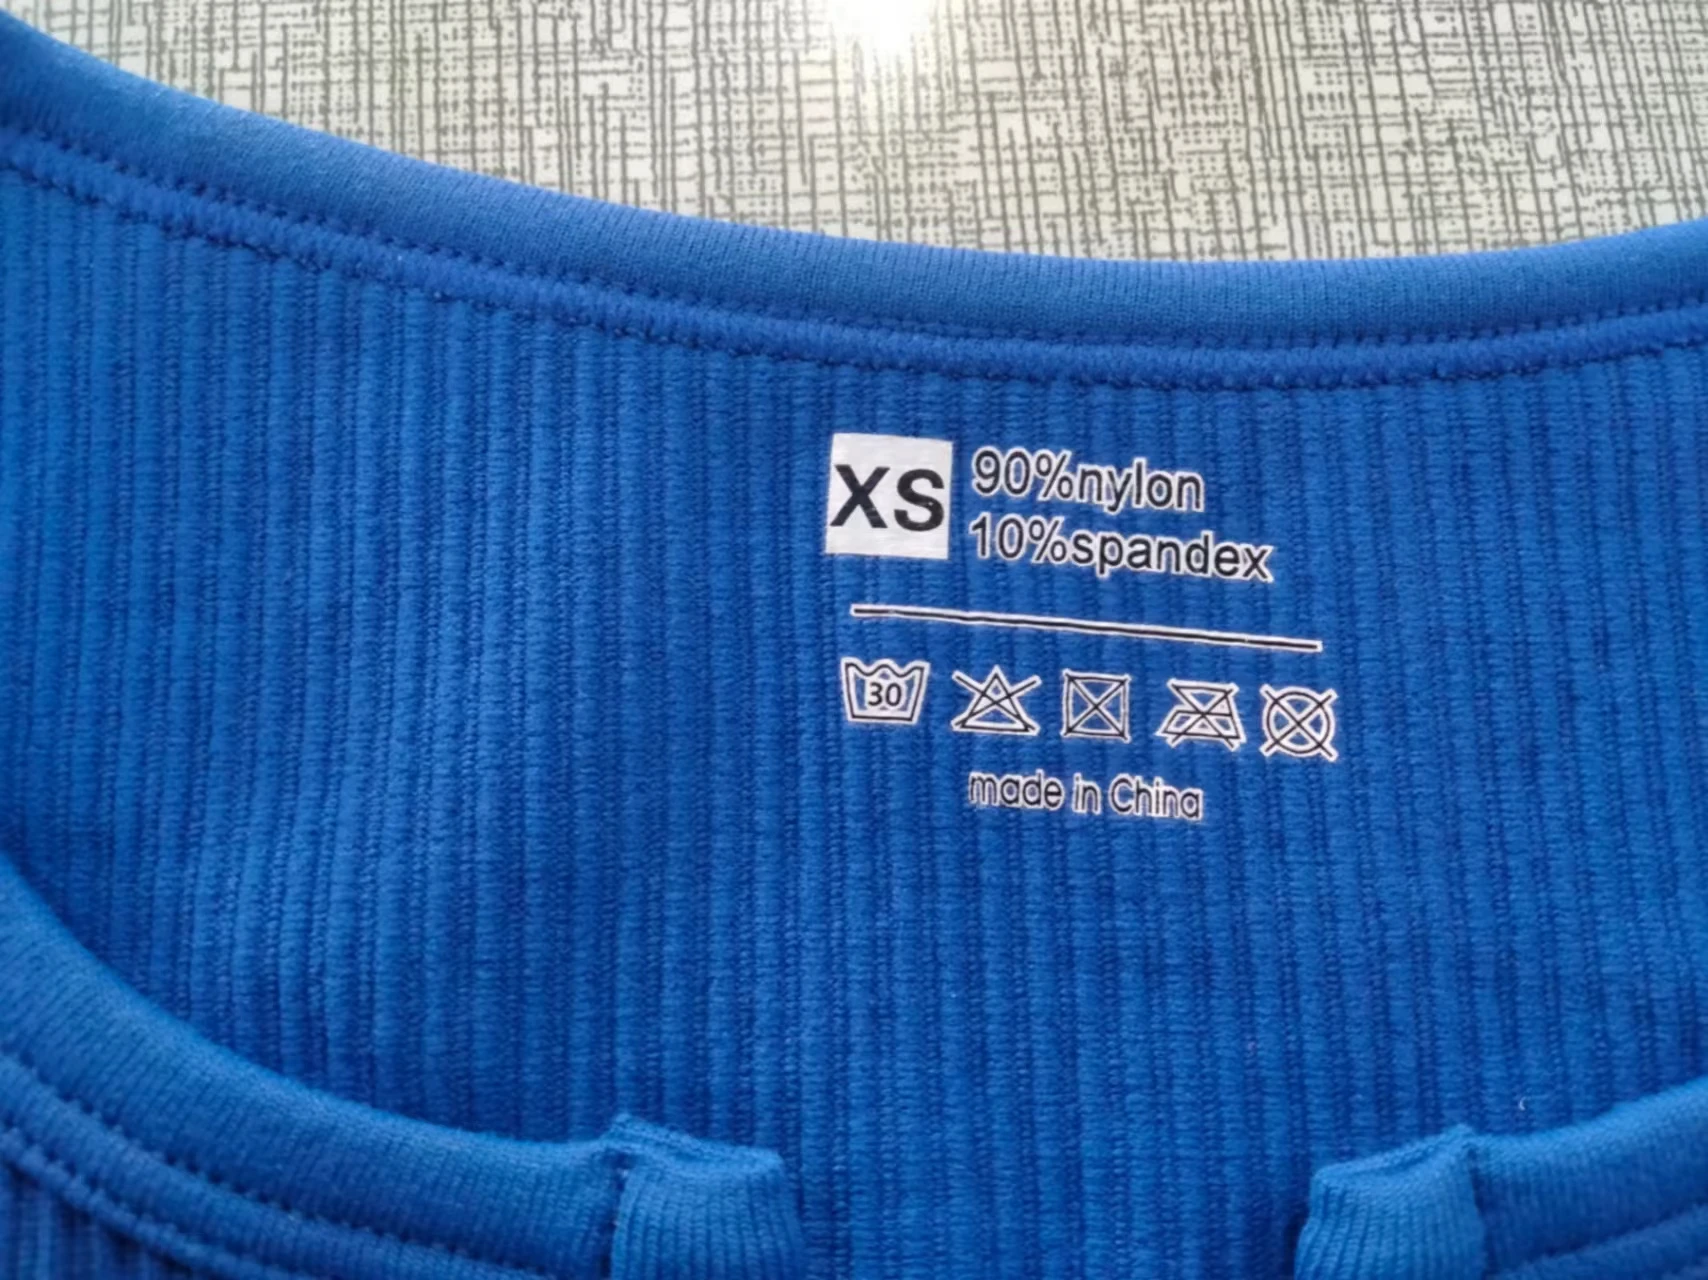 XS
90%nylon
10%spandex
30
made in China